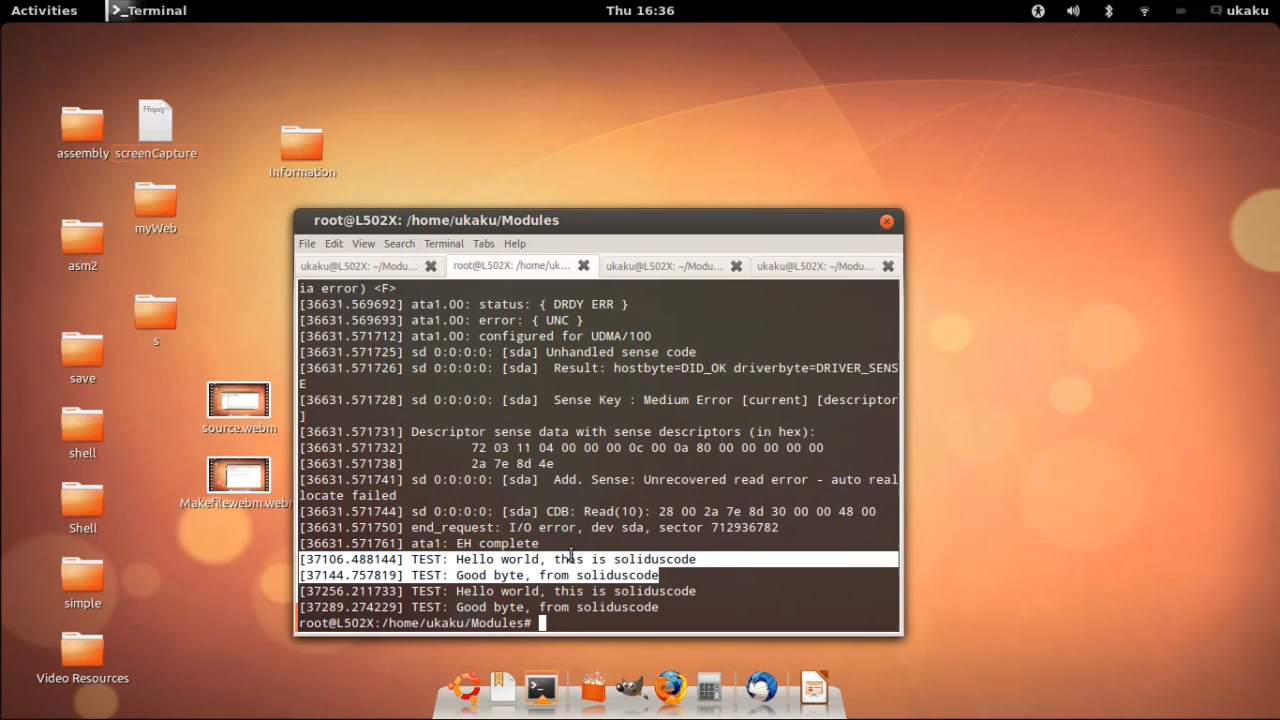 Activities
Terminal
Thu 16:36
ukaku
assembly
screenCapture
Information
myWeb
asm2
s
save
source.webm
shell
Shell
simple
Video Resources
root@L502X: /home/ukaku/Modules
File Edit View Search Terminal Tabs Help
ukaku@L502X: ~/Modu...
root@L502X: /home/uk...
ukaku@L502X: ~/Modu...
ukaku@L502X: ~/Modu...
ia error) <F>
[36631.569692] ata1.00: status: { DRDY ERR }
[36631.569693] ata1.00: error: { UNC }
[36631.571712] ata1.00: configured for UDMA/100
[36631.571725] sd 0:0:0:0: [sda] Unhandled sense code
[36631.571726] sd 0:0:0:0: [sda]  Result: hostbyte=DID_OK driverbyte=DRIVER_SENS
E
[36631.571728] sd 0:0:0:0: [sda]  Sense Key : Medium Error [current] [descriptor
]
[36631.571731] Descriptor sense data with sense descriptors (in hex):
[36631.571732]         72 03 11 04 00 00 00 0c 00 0a 80 00 00 00 00 00
[36631.571738]         2a 7e 8d 4e
[36631.571741] sd 0:0:0:0: [sda]  Add. Sense: Unrecovered read error - auto real
locate failed
[36631.571744] sd 0:0:0:0: [sda] CDB: Read(10): 28 00 2a 7e 8d 30 00 00 48 00
[36631.571750] end_request: I/O error, dev sda, sector 712936782
[36631.571761] ata1: EH complete
[37106.488144] TEST: Hello world, this is soliduscode
[37144.757819] TEST: Good byte, from soliduscode
[37256.211733] TEST: Hello world, this is soliduscode
[37289.274229] TEST: Good byte, from soliduscode
root@L502X:/home/ukaku/Modules#